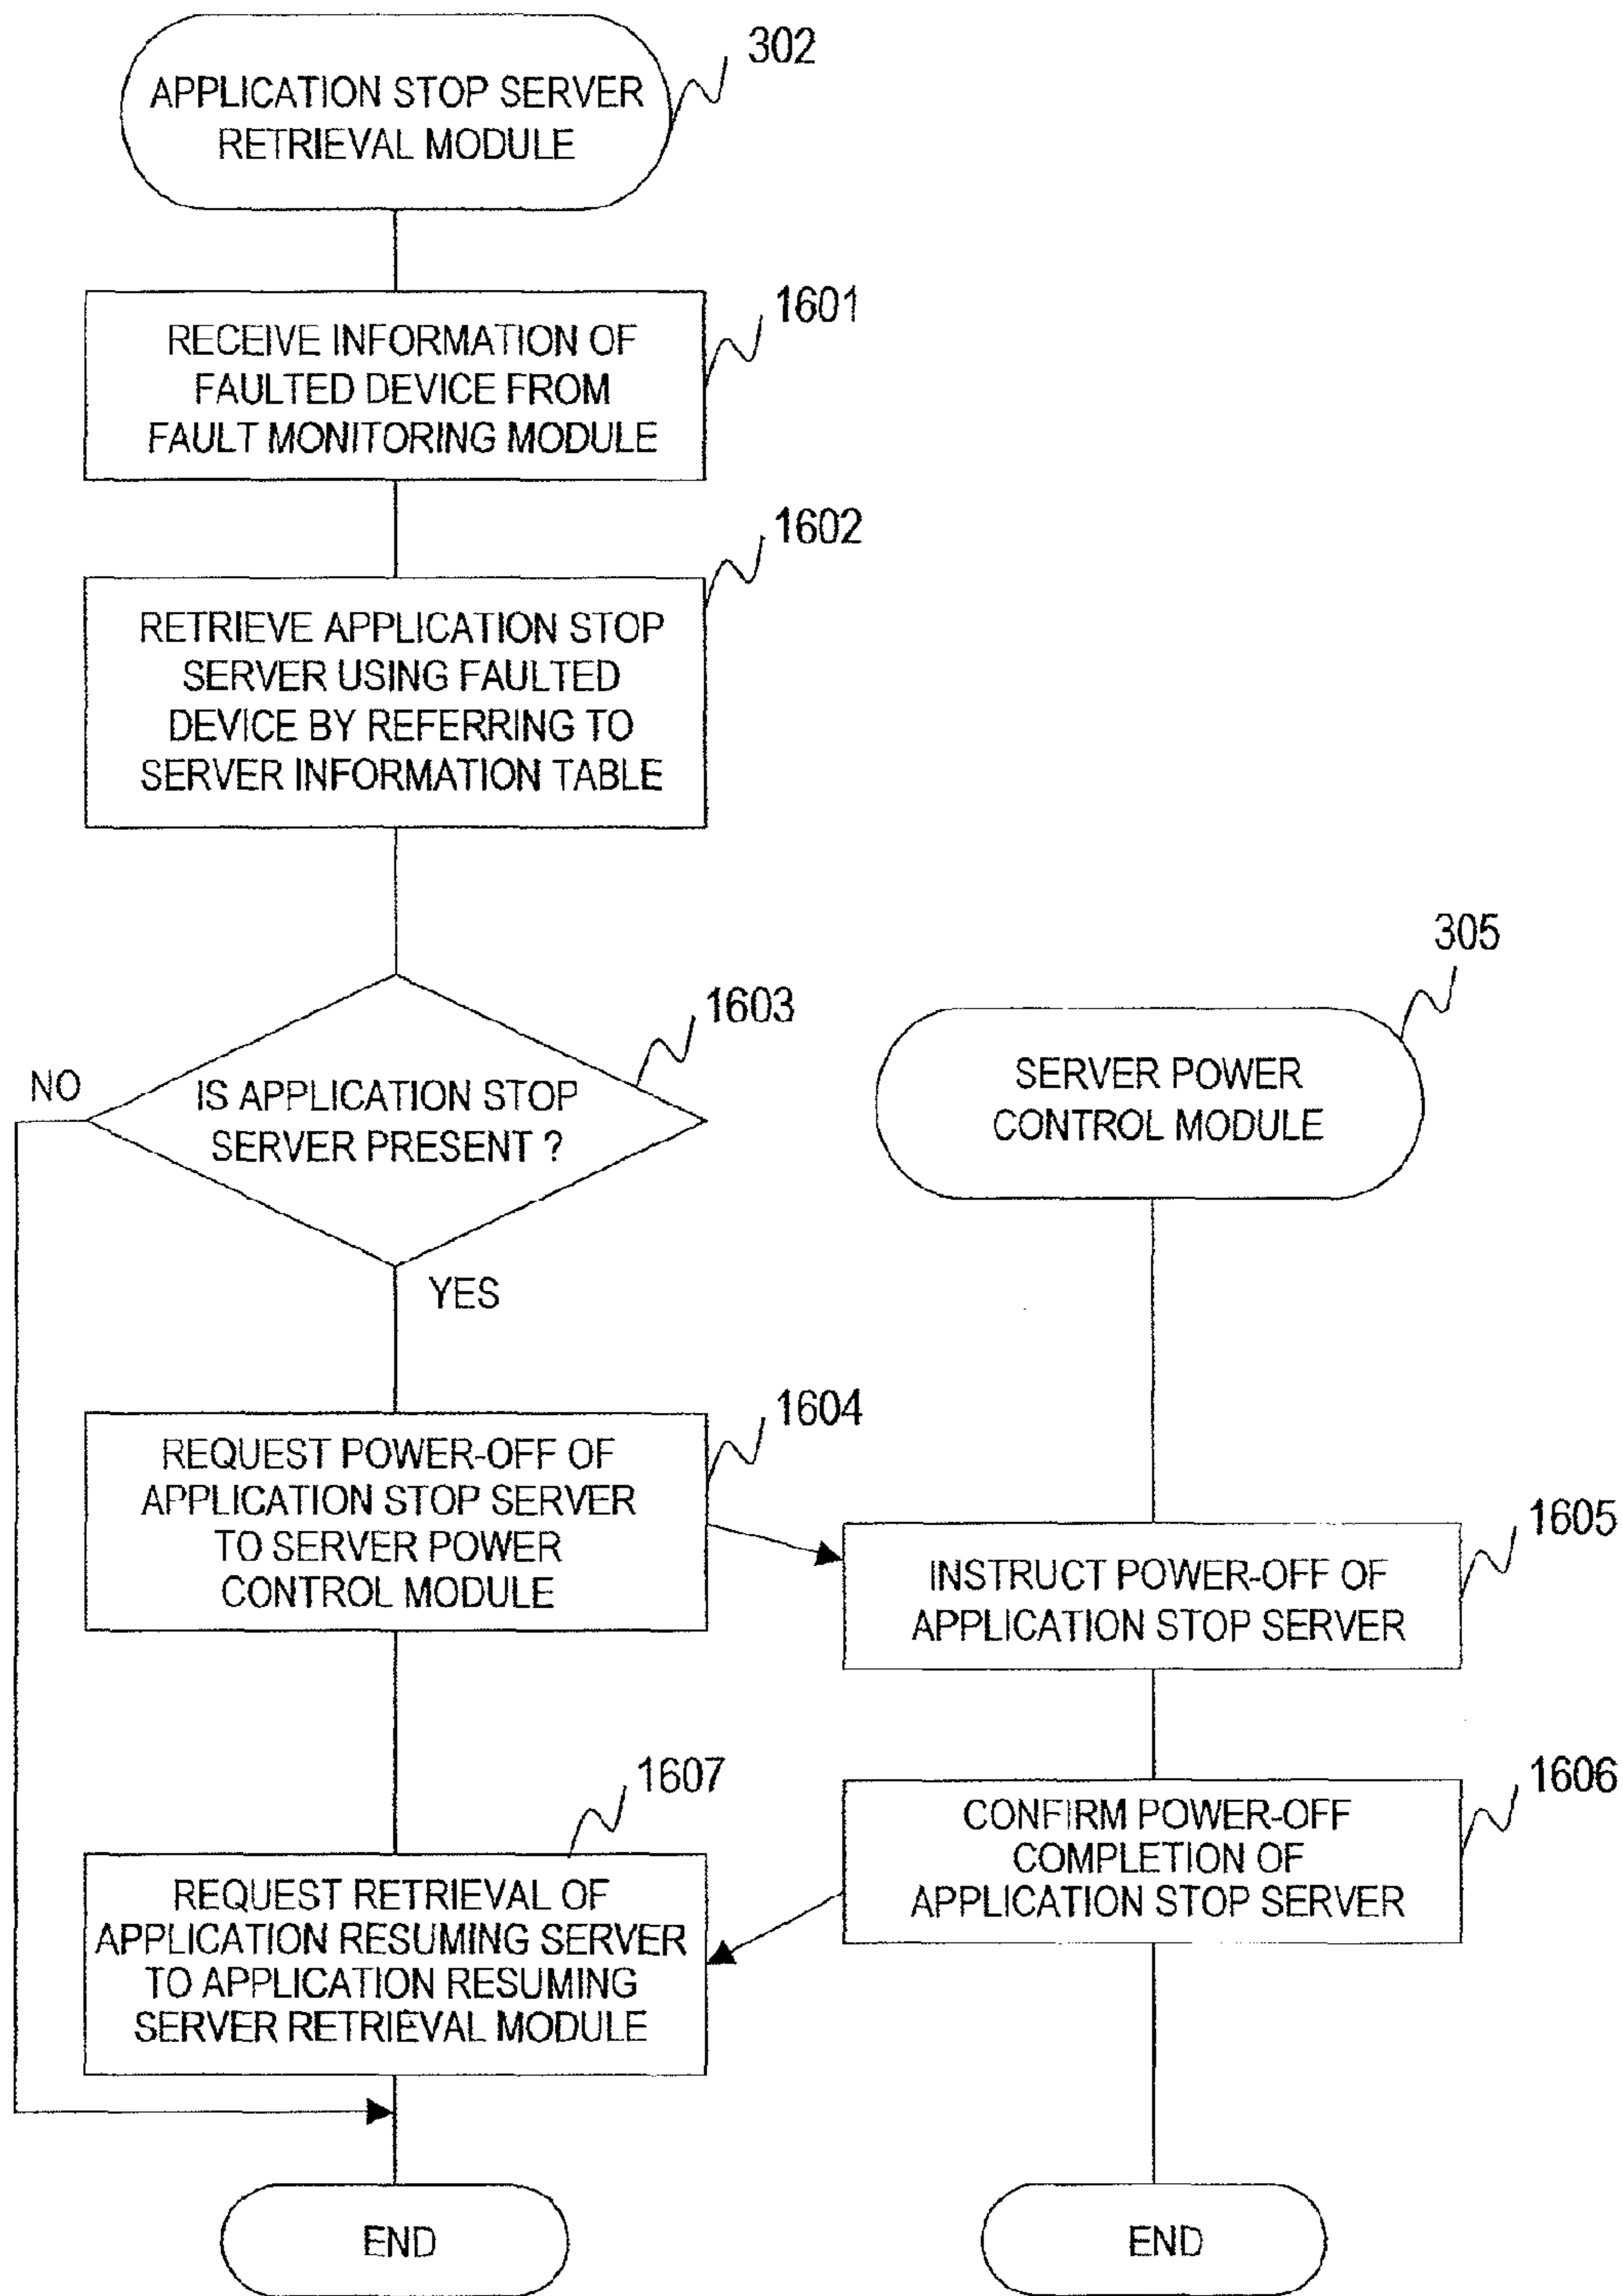 302
APPLICATION STOP SERVER
RETRIEVAL MODULE
1601
RECEIVE INFORMATION OF
FAULTED DEVICE FROM
FAULT MONITORING MODULE
1602
RETRIEVE APPLICATION STOP
SERVER USING FAULTED
DEVICE BY REFERRING TO
SERVER INFORMATION TABLE
1603
NO
IS APPLICATION STOP
SERVER PRESENT ?
YES
305
SERVER POWER
CONTROL MODULE
1604
REQUEST POWER-OFF OF
APPLICATION STOP SERVER
TO SERVER POWER
CONTROL MODULE
1605
INSTRUCT POWER-OFF OF
APPLICATION STOP SERVER
1606
CONFIRM POWER-OFF
COMPLETION OF
APPLICATION STOP SERVER
1607
REQUEST RETRIEVAL OF
APPLICATION RESUMING SERVER
TO APPLICATION RESUMING
SERVER RETRIEVAL MODULE
END
END